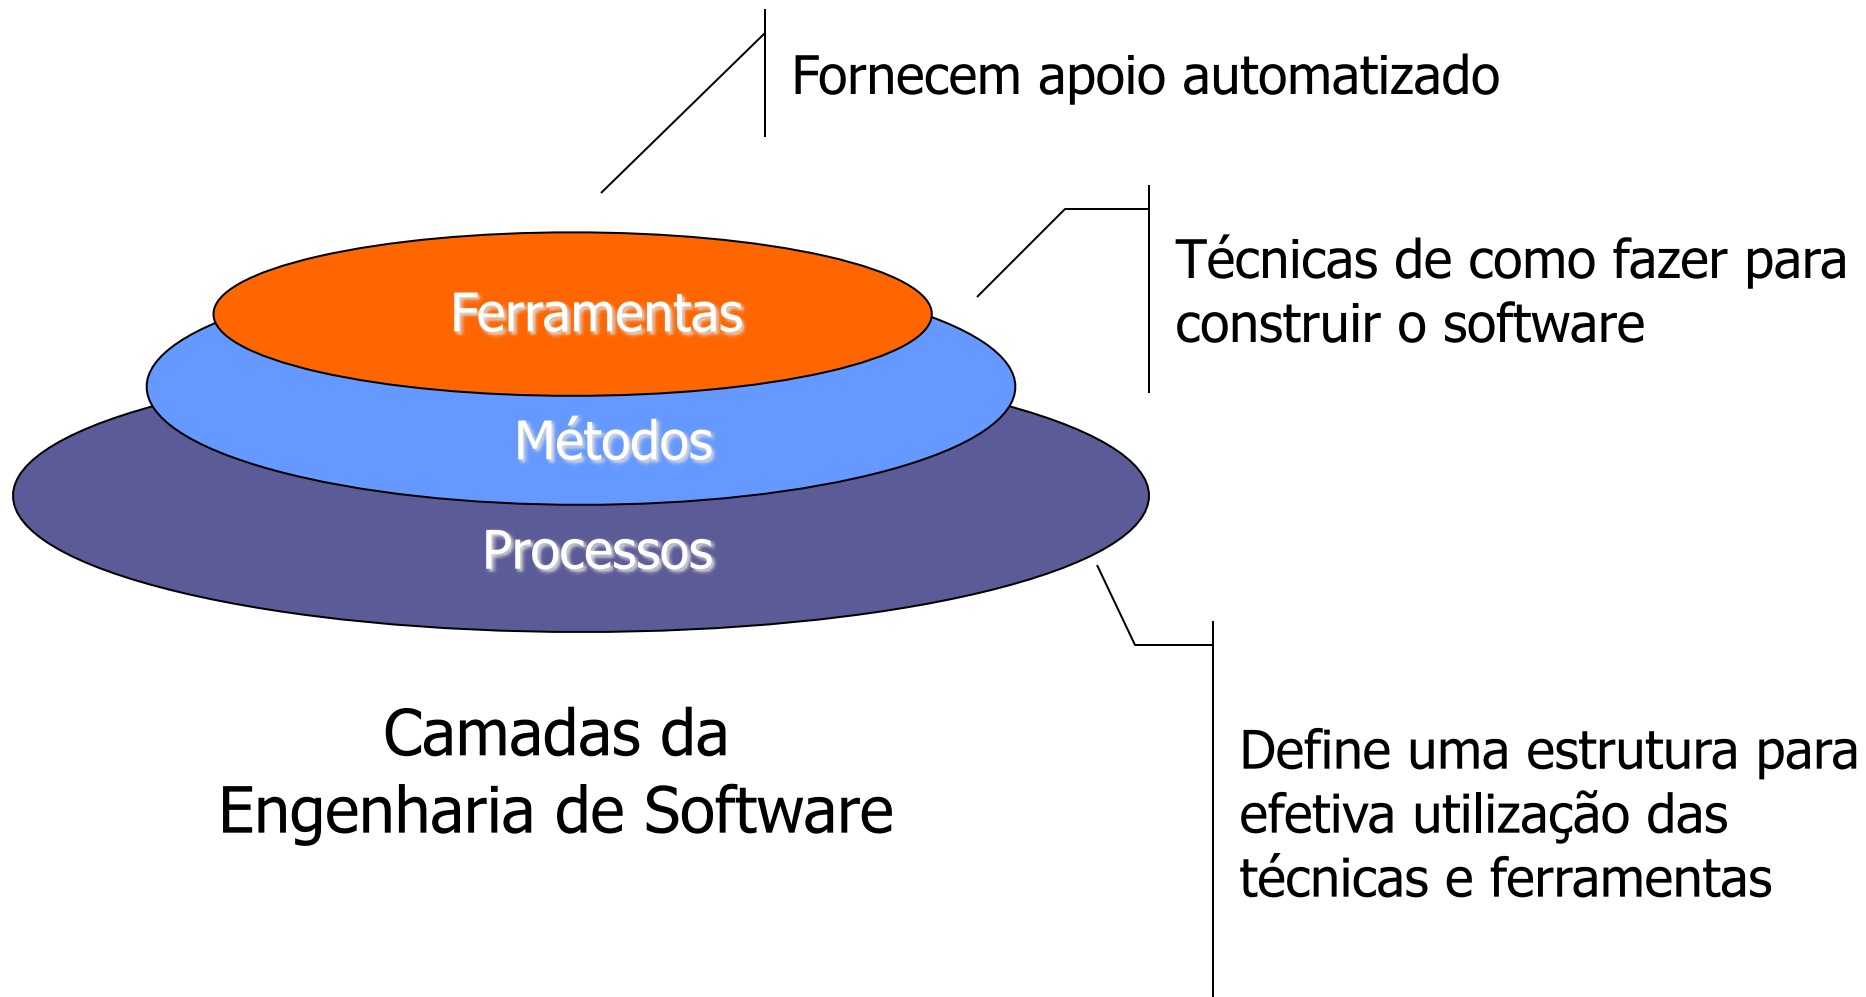 Fornecem apoio automatizado
Técnicas de como fazer para
construir o software
Ferramentas
Métodos
Processos
Camadas da
Engenharia de Software
Define uma estrutura para
efetiva utilização das
técnicas e ferramentas